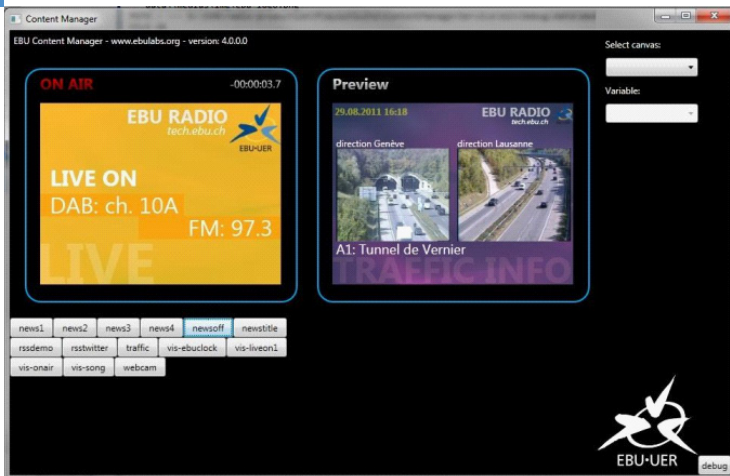 Content Manager
EBU Content Manager - www.ebulabs.org - version: 4.0.0.0
Select canvas:
Variable:
ON AIR
-00:00:03.7
EBU RADIO
tech.ebu.ch
EBU·UER
LIVE ON
DAB: ch. 10A
FM: 97.3
LIVE
Preview
29.08.2011 16:18
EBU RADIO
tech.ebu.ch
direction Genève
direction Lausanne
A1: Tunnel de Vernier
TRAFFIC INFO
news1 news2 news3 news4 newsoff newstitle
rssdemo rsstwitter traffic vis-ebuclock vis-liveon1
vis-onair vis-song webcam
EBU·UER
debug